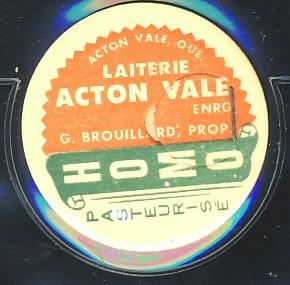 ACTON VALE, QUE.
LAITERIE
ACTON VALE
ENRG.
G. BROUILLARD, PROP.
HOMO
PASTEURISÉ